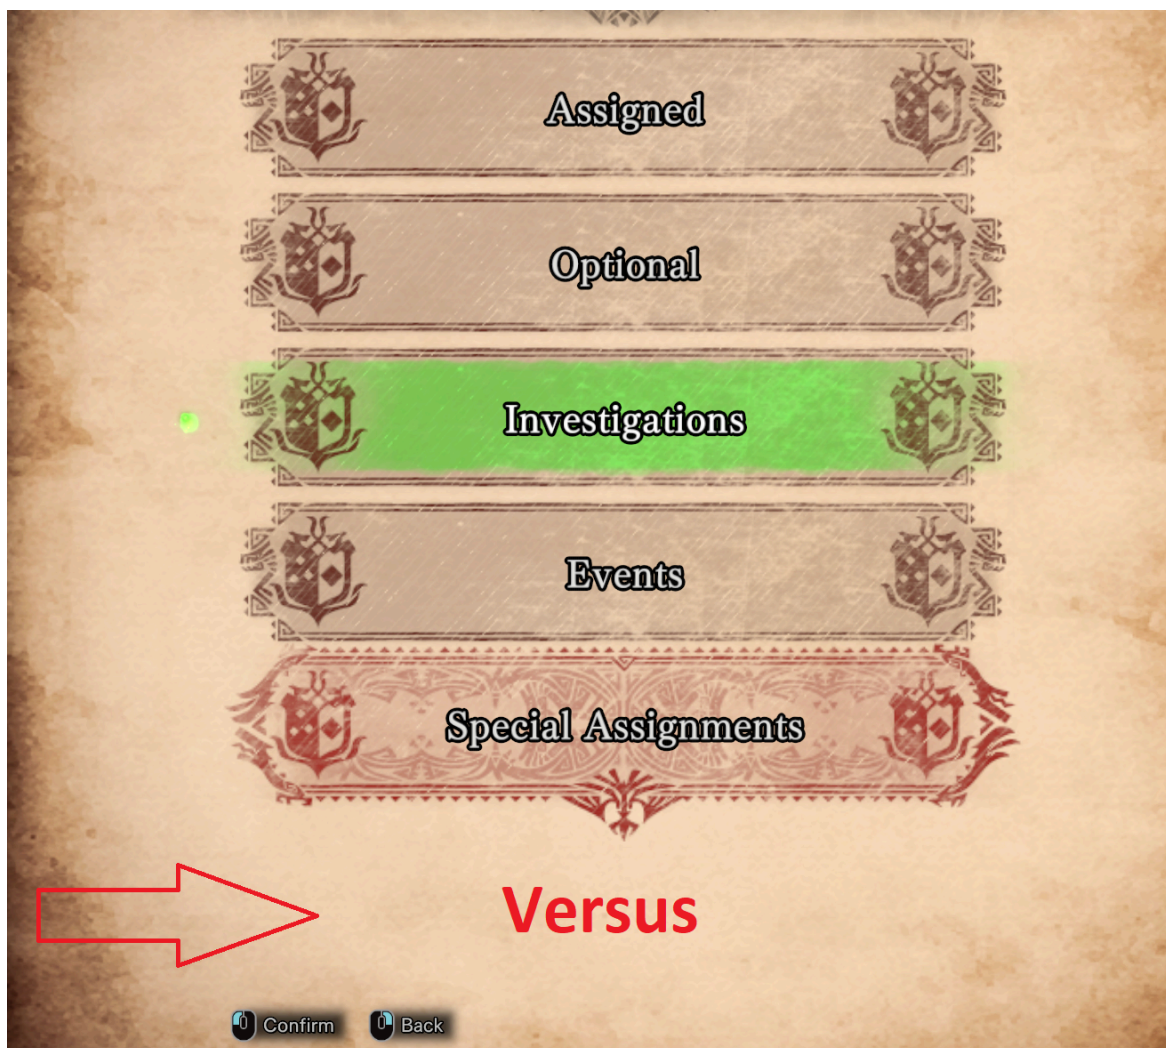 Assigned
Optional
Investigations
Events
Special Assignments
Versus
Confirm Back